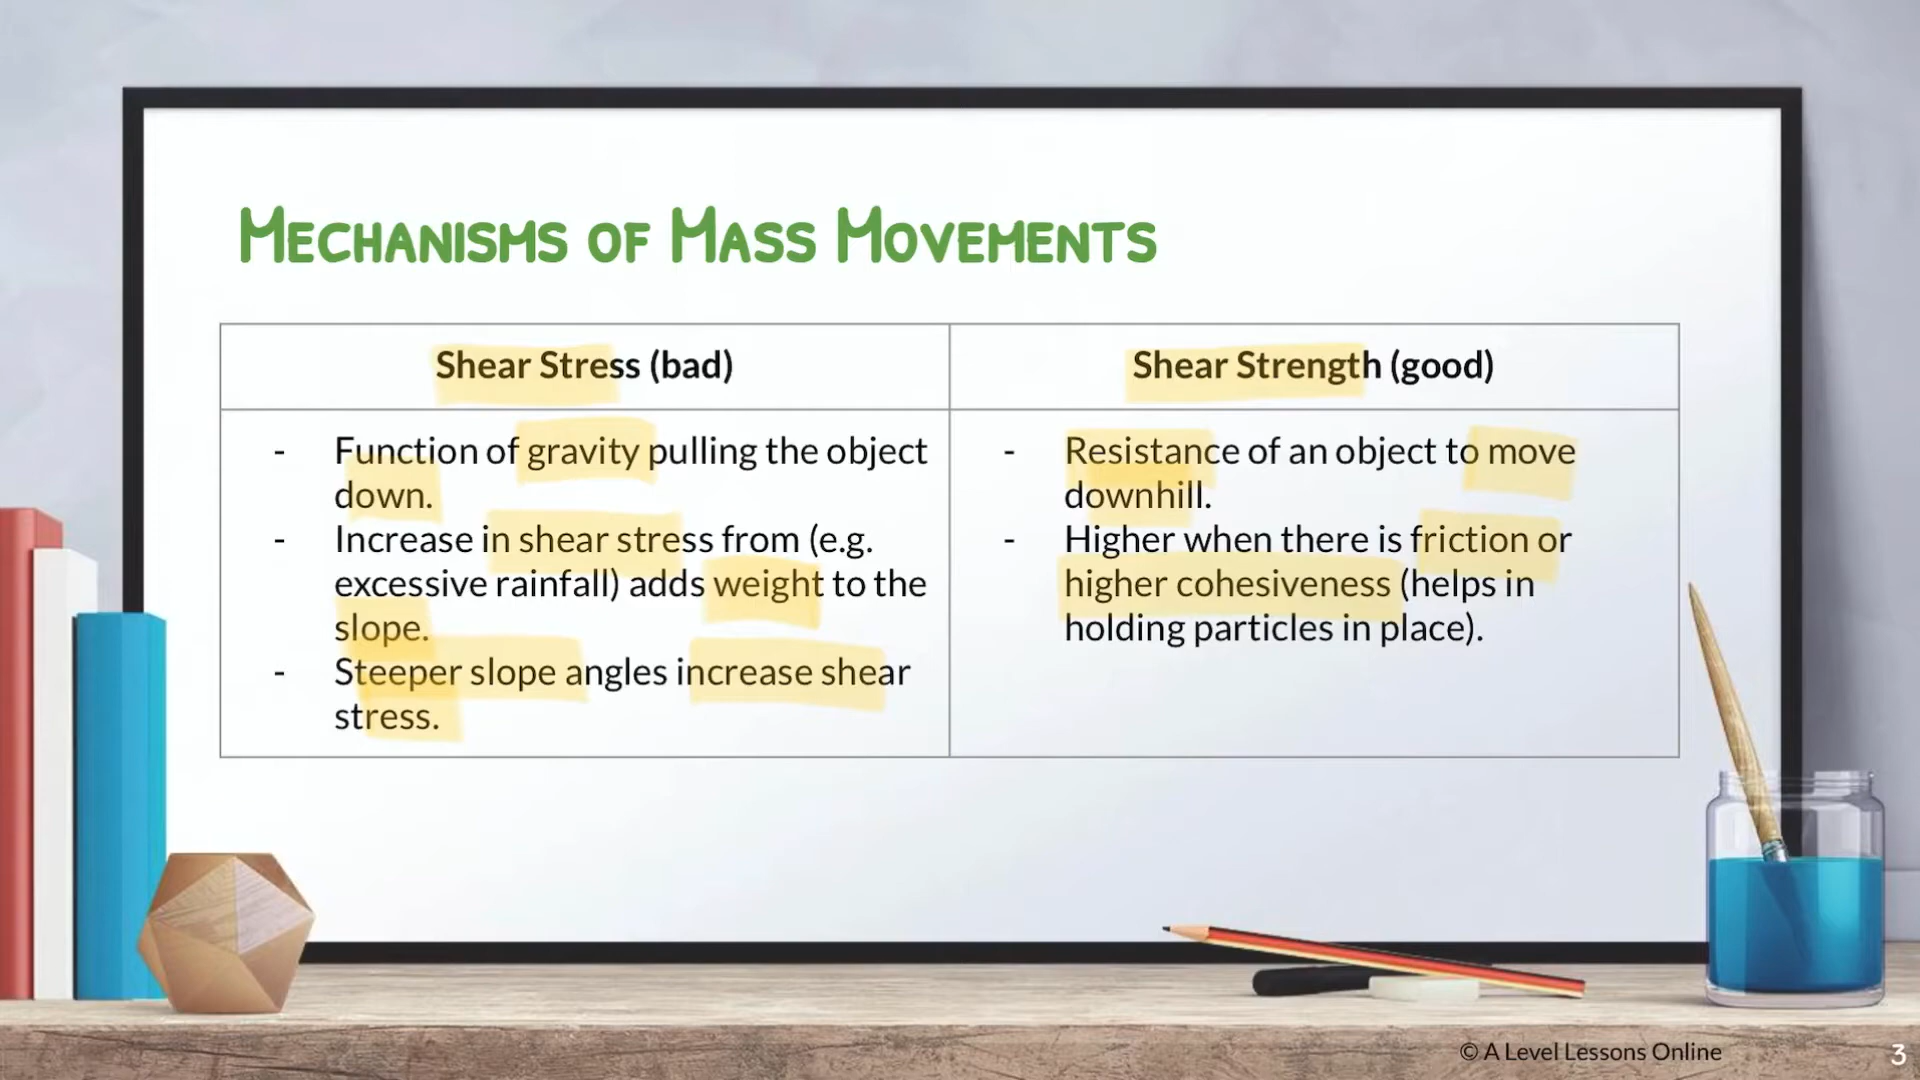 MECHANISMS OF MASS MOVEMENTS
Shear Stress (bad)
Shear Strength (good)
- Function of gravity pulling the object
down.
- Increase in shear stress from (e.g.
excessive rainfall) adds weight to the
slope.
- Steeper slope angles increase shear
stress.
- Resistance of an object to move
downhill.
- Higher when there is friction or
higher cohesiveness (helps in
holding particles in place).
© A Level Lessons Online
3